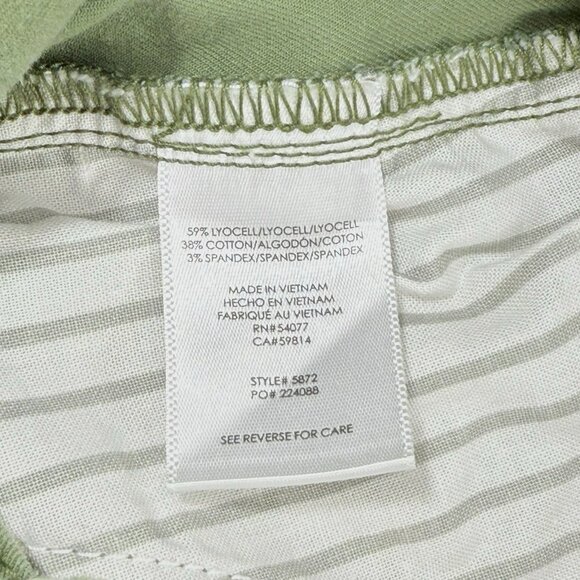 59% LYOCELL/LYOCELL/LYOCELL
38% COTTON/ALGODÓN/COTON
3% SPANDEX/SPANDEX/SPANDEX
MADE IN VIETNAM
HECHO EN VIETNAM
FABRIQUÉ AU VIETNAM
RN#54077
CA#59814
STYLE# 5872
PO# 224088
SEE REVERSE FOR CARE